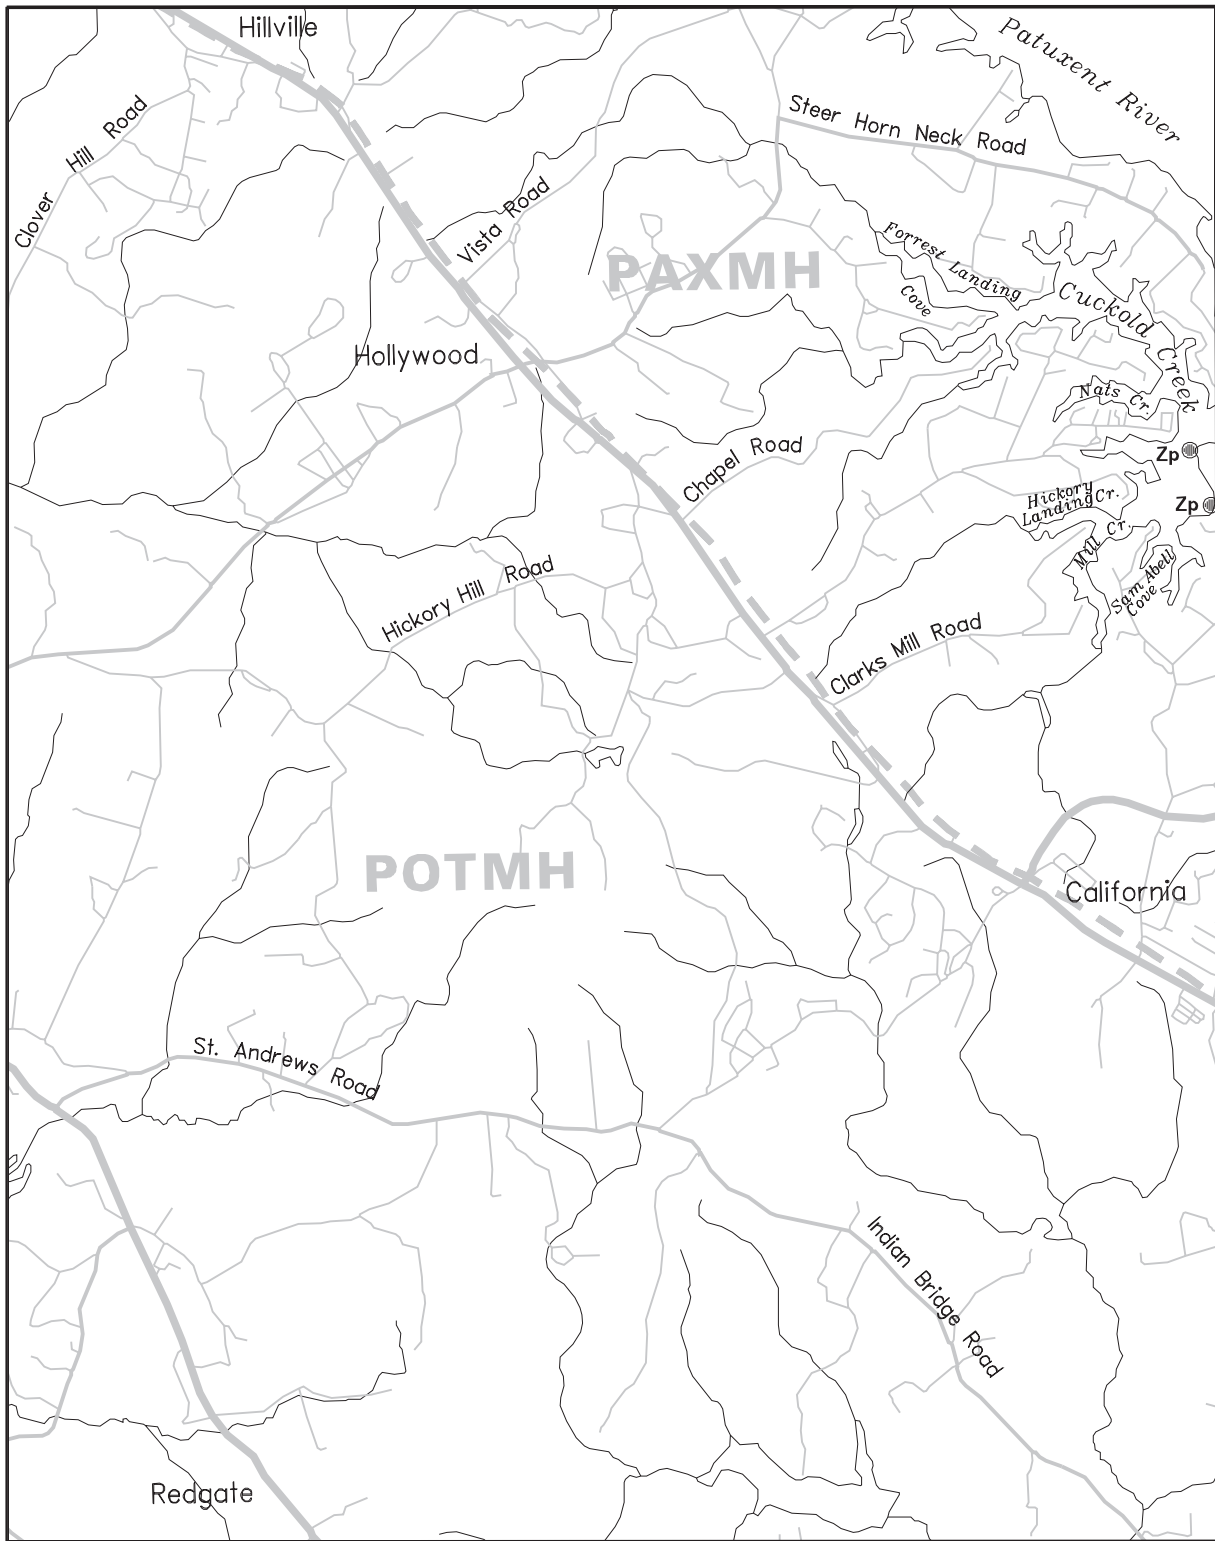 Hillville
Patuxent River
Steer Horn Neck Road
Clover Hill Road
Vista Road
Forrest Landing
Cove
PAXMH
Cuckold Creek
Hollywood
Nats Cr.
Chapel Road
Zp
Hickory
Landing Cr.
Zp
Mill Cr.
Hickory Hill Road
Sam Abell
Cove
Clarks Mill Road
POTMH
California
St. Andrews Road
Indian Bridge Road
Redgate